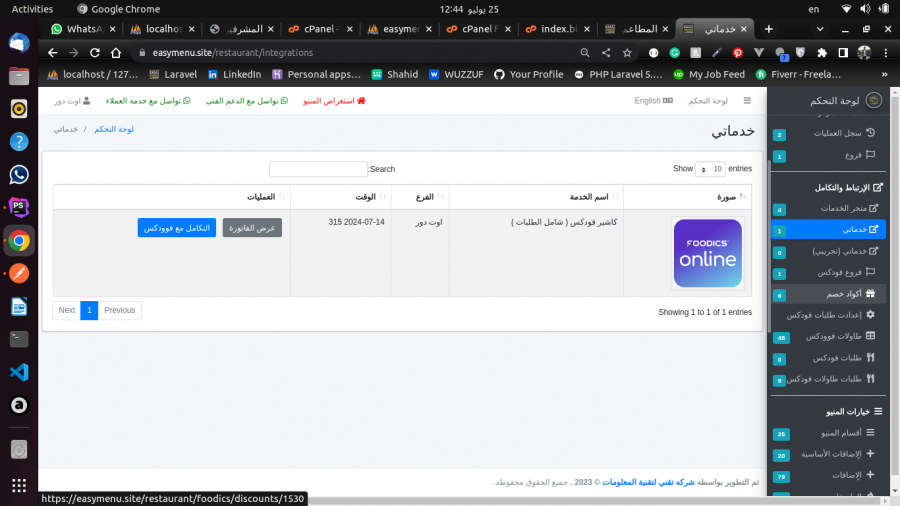 Activities
Google Chrome
25 يوليو 12:44
en
WhatsA
localhos
المشرفير
cPanel -
easymer
cPanel F
index.bl
المطاعم
خدماتي
easymenu.site/restaurant/integrations
localhost / 127...
Laravel
LinkedIn
Personal apps...
Shahid
WUZZUF
Your Profile
PHP Laravel 5....
My Job Feed
Fiverr - Freela...
»
لوحة التحكم
English
استعراض المنيو
تواصل مع الدعم الفني
تواصل مع خدمة العملاء
اوت دور
خدماتي
لوحة التحكم / خدماتي
Show 10 entries
Search:
صورة
اسم الخدمة
الفرع
الوقت
العمليات
FOODICS
online
كاشير فودكس ( شامل الطلبات )
اوت دور
315 2024-07-14
عرض الفاتورة
التكامل مع فوودكس
Showing 1 to 1 of 1 entries
Previous
1
Next
لوحة التحكم
سجل العمليات 2
فروع 1
الإرتباط والتكامل
متجر الخدمات 4
خدماتي 1
خدماتي (تجريبي) 0
فروع فودكس 1
أكواد خصم 6
إعدادت طلبات فودكس
طاولات فوودكس 48
طلبات فودكس 0
طلبات طاولات فودكس 0
خيارات المنيو
أقسام المنيو 26
الإضافات الأساسية 20
الإضافات 79
تم التطوير بواسطه شركه تقني لتقنية المعلومات © 2023 . جميع الحقوق محفوظه.
https://easymenu.site/restaurant/foodics/discounts/1530